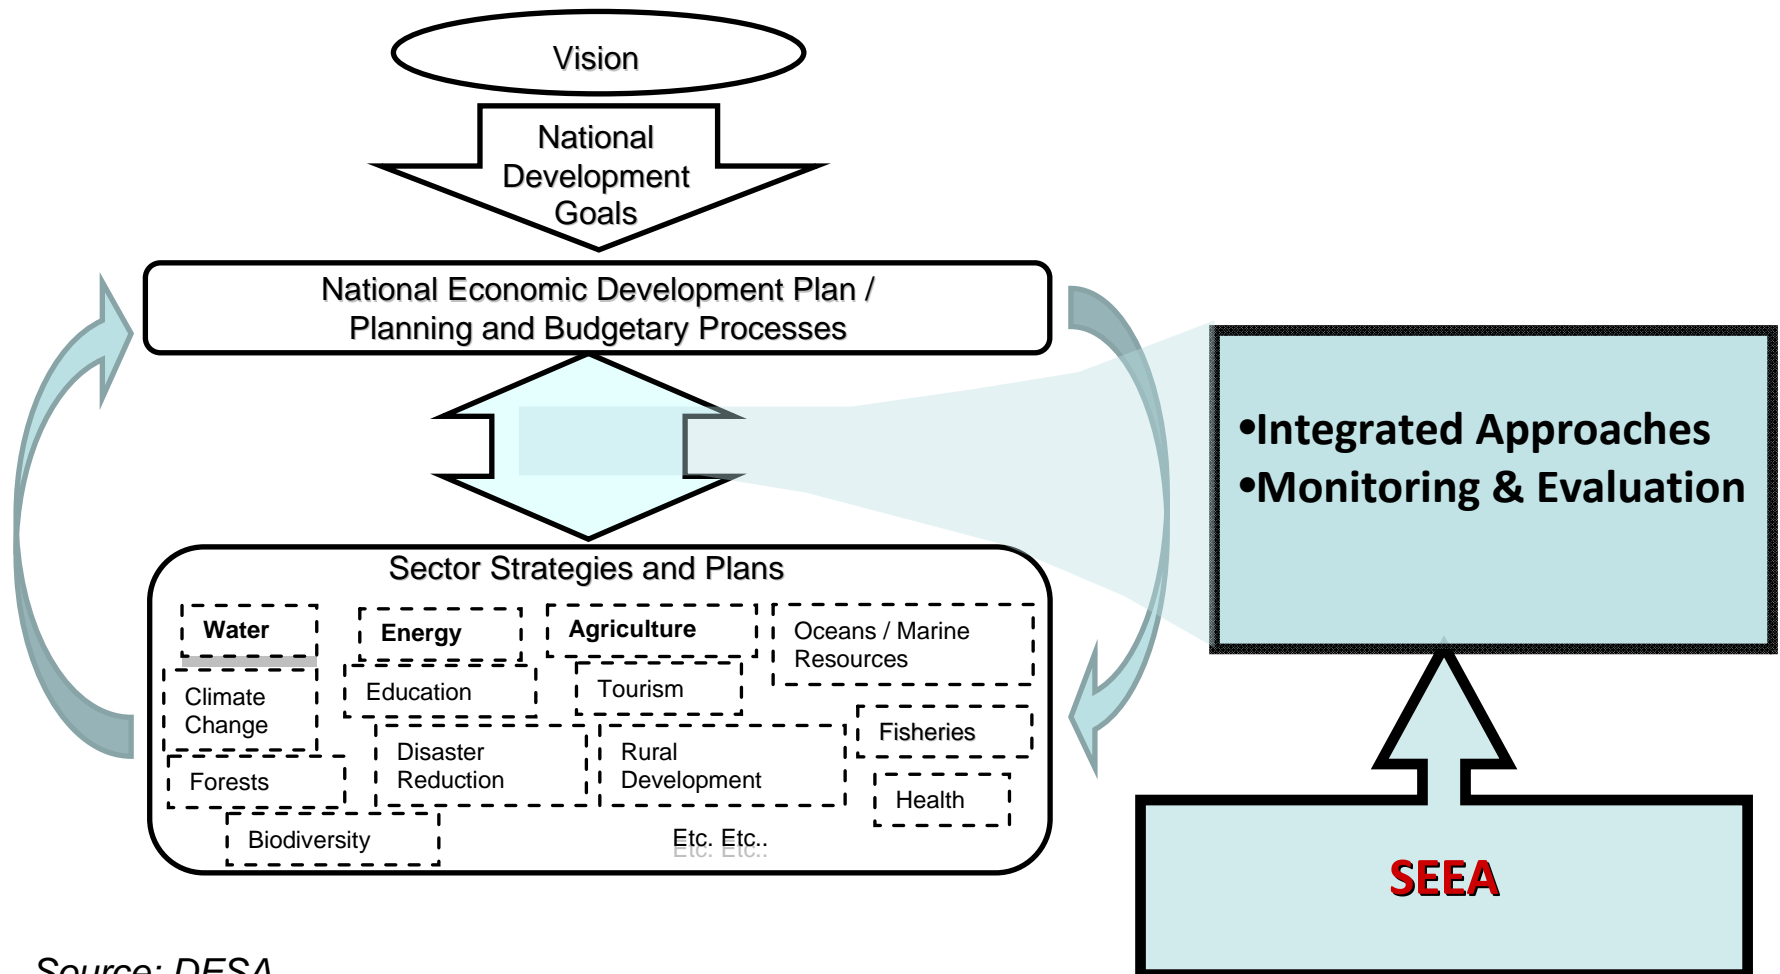 Vision
National
Development
Goals
National Economic Development Plan /
Planning and Budgetary Processes
•Integrated Approaches
•Monitoring & Evaluation
Sector Strategies and Plans
Water
Energy
Agriculture
Oceans / Marine
Resources
Climate
Change
Education
Tourism
Fisheries
Forests
Disaster
Reduction
Rural
Development
Health
Biodiversity
Etc. Etc..
SEEA
Source: DESA